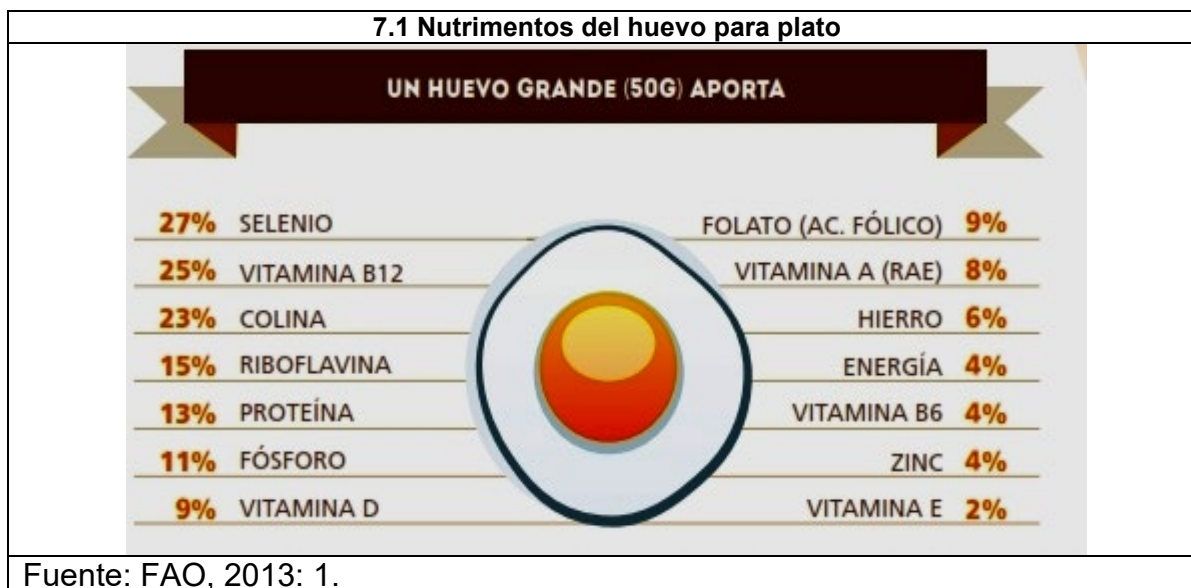 7.1 Nutrimentos del huevo para plato
UN HUEVO GRANDE (50G) APORTA
27% SELENIO
25% VITAMINA B12
23% COLINA
15% RIBOFLAVINA
13% PROTEÍNA
11% FÓSFORO
9% VITAMINA D
FOLATO (AC. FÓLICO) 9%
VITAMINA A (RAE) 8%
HIERRO 6%
ENERGÍA 4%
VITAMINA B6 4%
ZINC 4%
VITAMINA E 2%
Fuente: FAO, 2013: 1.